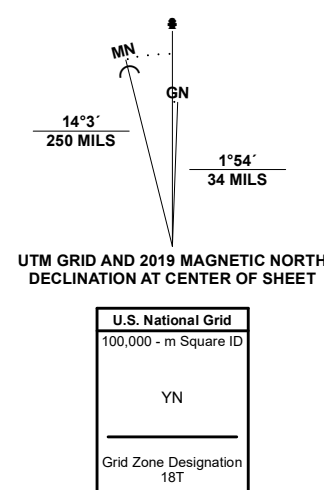 MN
GN
14°3´
250 MILS
1°54´
34 MILS
UTM GRID AND 2019 MAGNETIC NORTH
DECLINATION AT CENTER OF SHEET
U.S. National Grid
100,000 - m Square ID
YN
Grid Zone Designation
18T